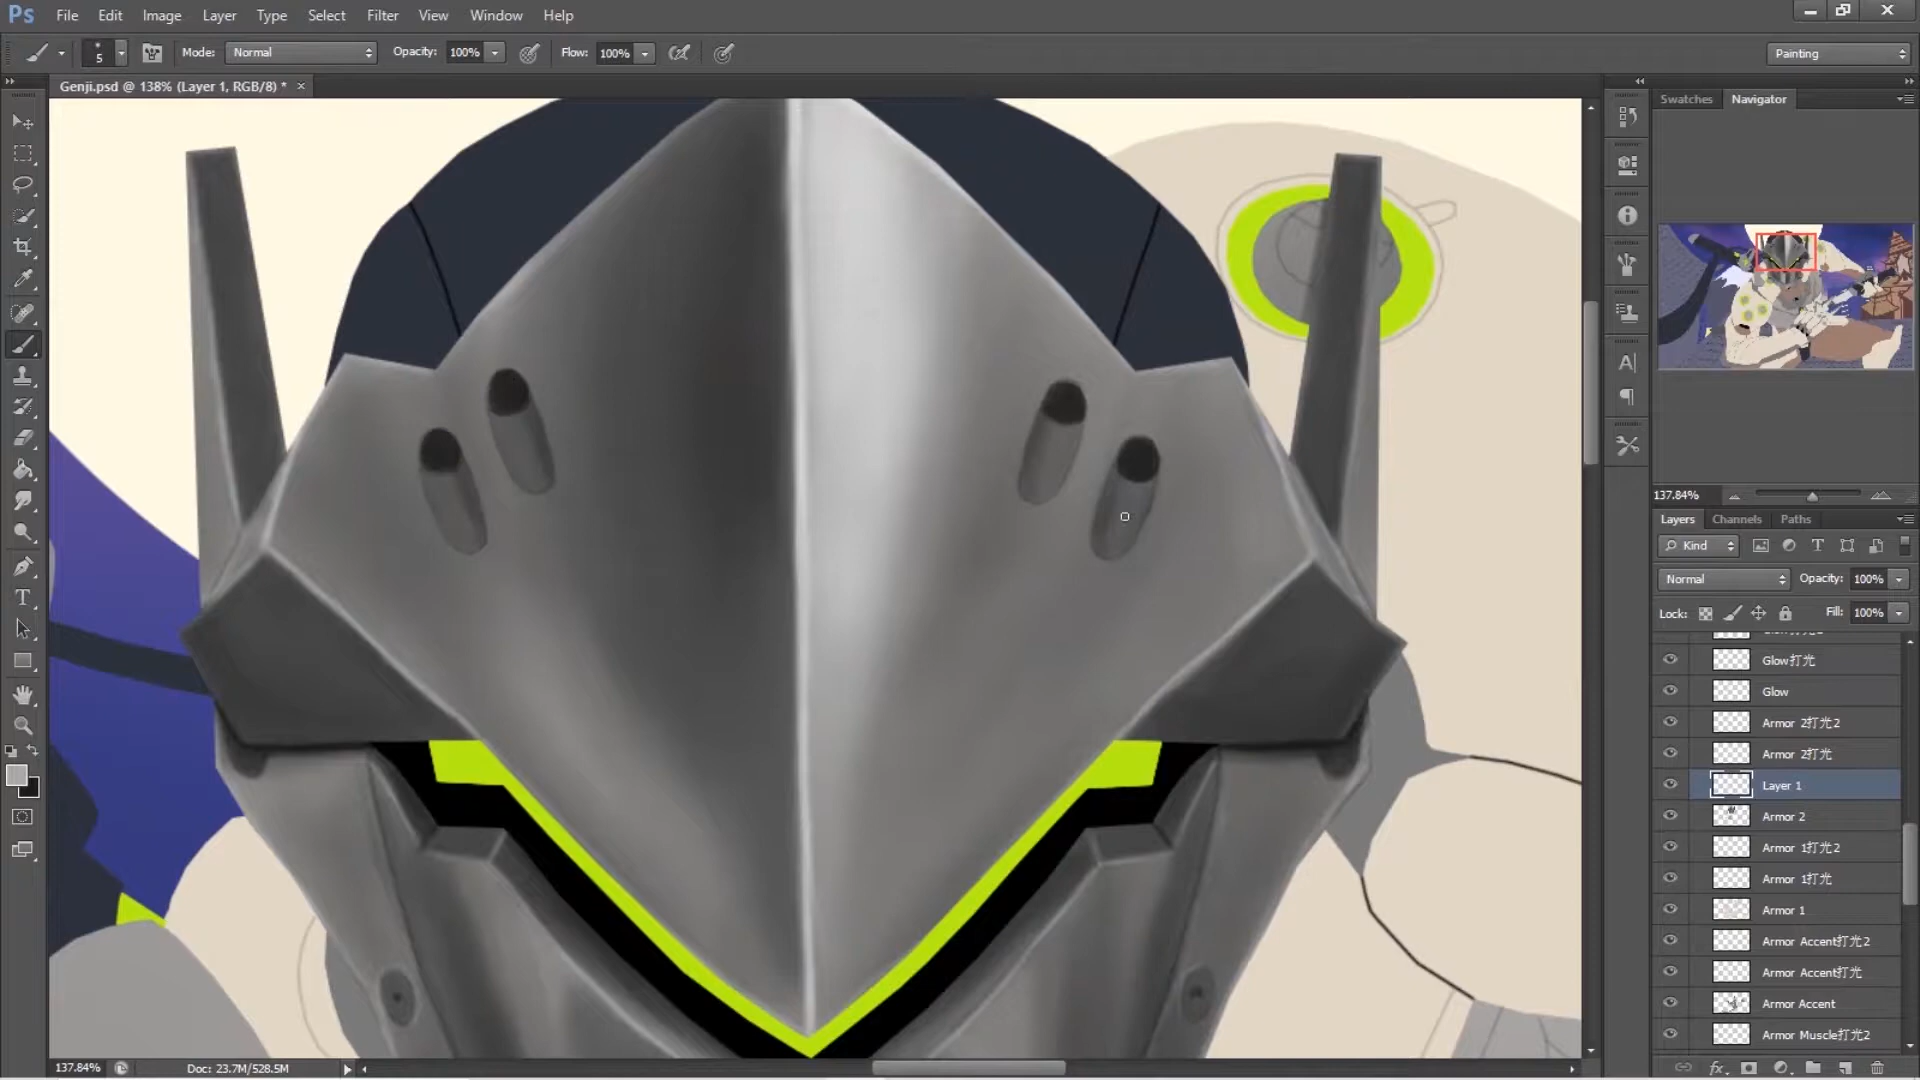 Ps File Edit Image Layer Type Select Filter View Window Help
5 Mode: Normal Opacity: 100% Flow: 100% Painting
Genji.psd @ 138% (Layer 1, RGB/8) * ×
Swatches Navigator
137.84%
Layers Channels Paths
Kind
Normal Opacity: 100%
Lock: Fill: 100%
Glow打光
Glow
Armor 2打光2
Armor 2打光
Layer 1
Armor 2
Armor 1打光2
Armor 1打光
Armor 1
Armor Accent打光2
Armor Accent打光
Armor Accent
Armor Muscle打光2
137.84% Doc: 23.7M/528.5M